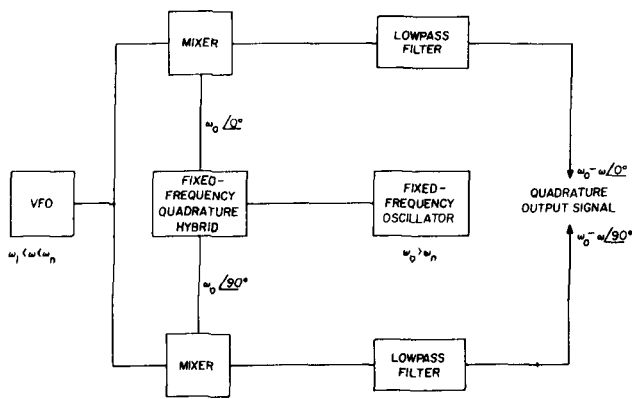 MIXER
LOWPASS
FILTER
ω₀ /0°
ω₀-ω/0°
VFO
FIXED-
FREQUENCY
QUADRATURE
HYBRID
FIXED-
FREQUENCY
OSCILLATOR
QUADRATURE
OUTPUT SIGNAL
ω₁<ω<ωₙ
ω₀>ωₙ
ω₀-ω/90°
ω₀ /90°
MIXER
LOWPASS
FILTER